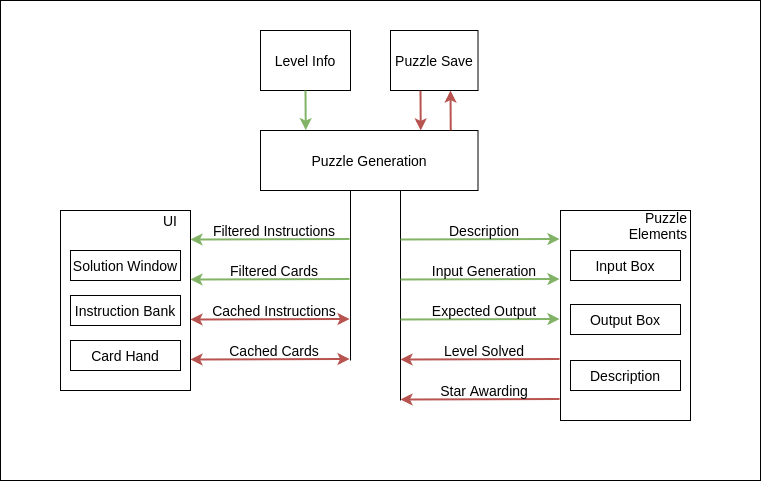 Level Info
Puzzle Save
Puzzle Generation
UI
Solution Window
Instruction Bank
Card Hand
Filtered Instructions
Filtered Cards
Cached Instructions
Cached Cards
Description
Input Generation
Expected Output
Level Solved
Star Awarding
Puzzle
Elements
Input Box
Output Box
Description